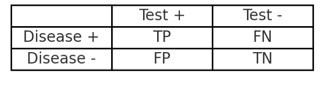 Test + Test -
Disease + TP FN
Disease - FP TN